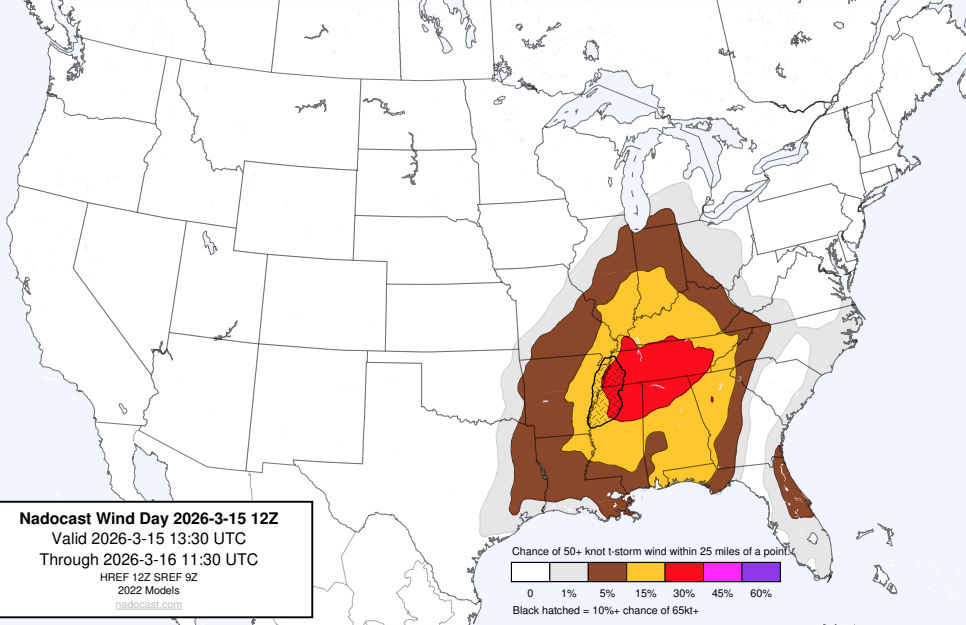 Nadocast Wind Day 2026-3-15 12Z
Valid 2026-3-15 13:30 UTC
Through 2026-3-16 11:30 UTC
HREF 12Z SREF 9Z
2022 Models
nadocast.com
Chance of 50+ knot t-storm wind within 25 miles of a point.
0 1% 5% 15% 30% 45% 60%
Black hatched = 10%+ chance of 65kt+